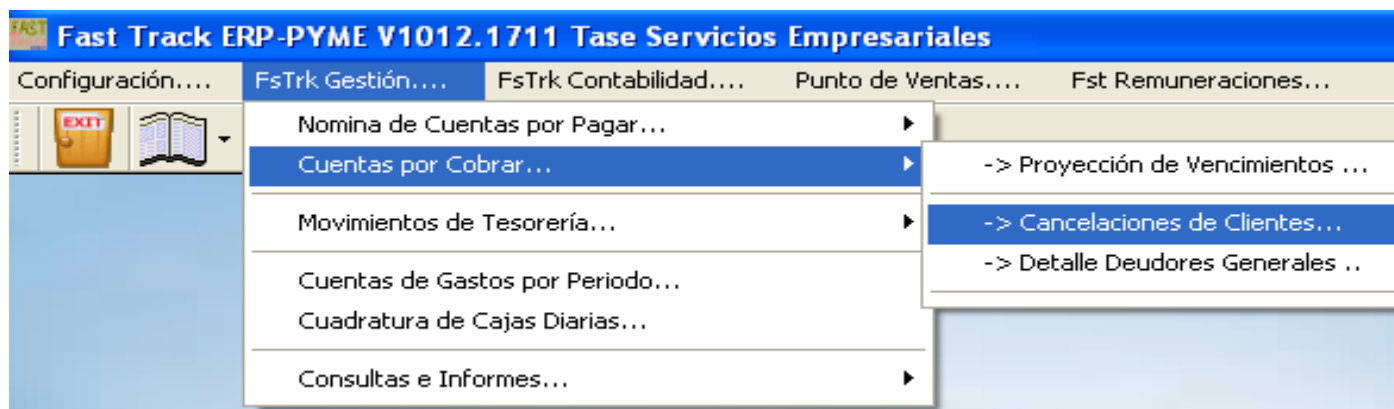 FAST Fast Track ERP-PYME V1012.1711 Tase Servicios Empresariales
Configuración.... FsTrk Gestión.... FsTrk Contabilidad.... Punto de Ventas.... Fst Remuneraciones...
EXIT
Nomina de Cuentas por Pagar...
Cuentas por Cobrar...
-> Proyección de Vencimientos ...
Movimientos de Tesorería...
-> Cancelaciones de Clientes...
-> Detalle Deudores Generales ..
Cuentas de Gastos por Periodo...
Cuadratura de Cajas Diarias...
Consultas e Informes...